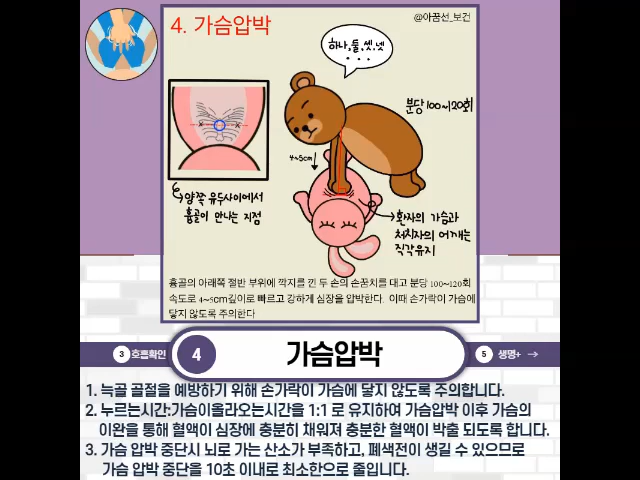 4. 가슴압박
@아꿈선_보건
하나,둘,셋,넷
...
분당 100~120회
4~5cm
양쪽 유두사이에서
흉골이 만나는 지점
환자의 가슴과
처치자의 어깨는
직각유지
흉골의 아래쪽 절반 부위에 깍지를 낀 두 손의 손꿈치를 대고 분당 100~120회
속도로 4~5cm깊이로 빠르고 강하게 심장을 압박한다. 이때 손가락이 가슴에
닿지 않도록 주의한다
3 호흡확인
4 가슴압박
5 생명+ →
1. 늑골 골절을 예방하기 위해 손가락이 가슴에 닿지 않도록 주의합니다.
2. 누르는시간:가슴이올라오는시간을 1:1 로 유지하여 가슴압박 이후 가슴의
이완을 통해 혈액이 심장에 충분히 채워져 충분한 혈액이 박출 되도록 합니다.
3. 가슴 압박 중단시 뇌로 가는 산소가 부족하고, 폐색전이 생길 수 있으므로
가슴 압박 중단을 10초 이내로 최소한으로 줄입니다.